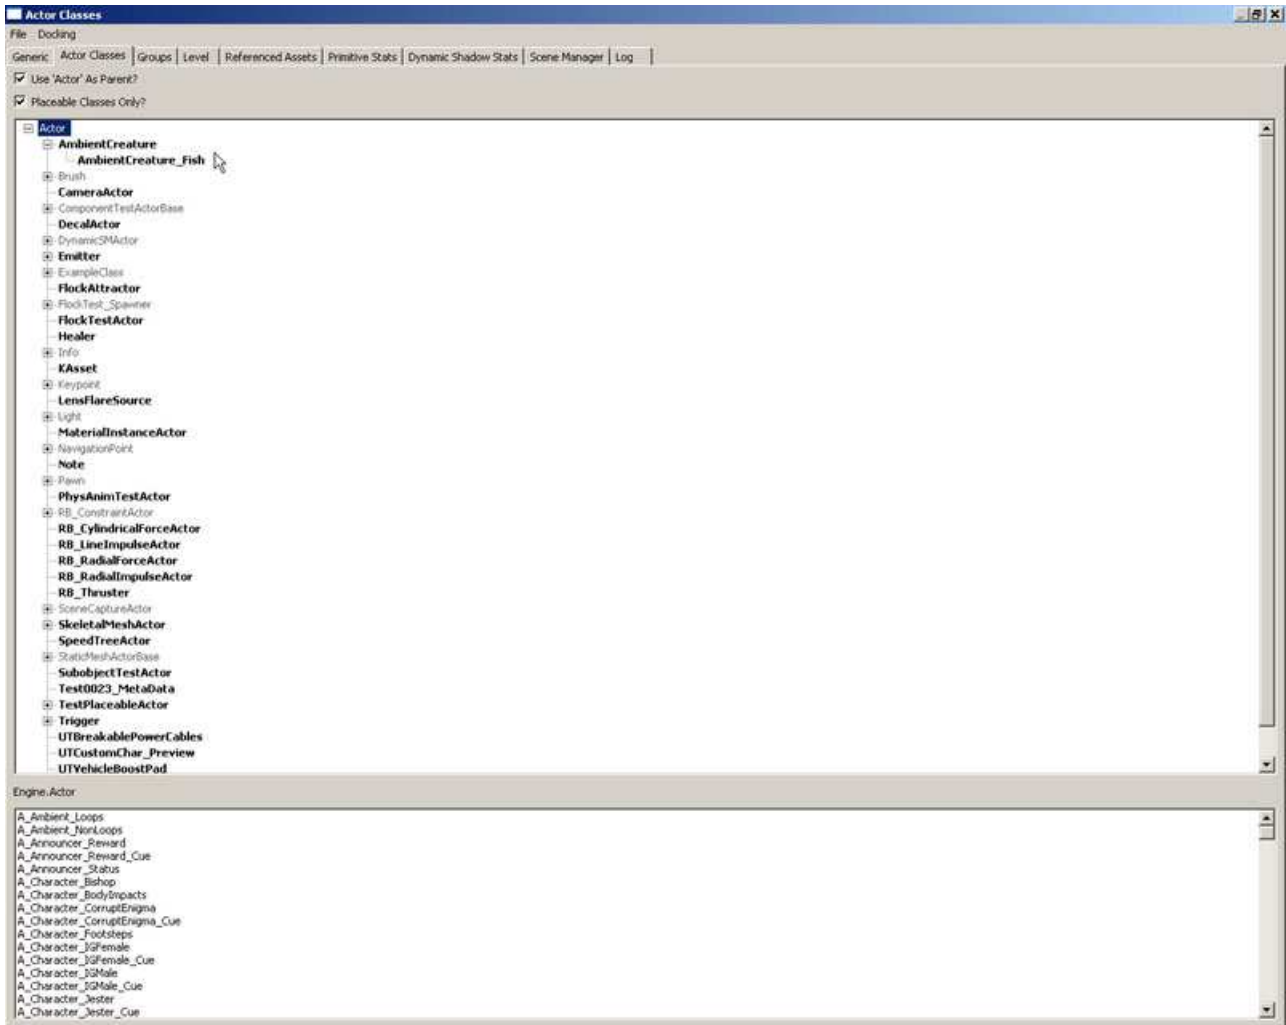 Actor Classes
File Docking
Generic Actor Classes Groups Level Referenced Assets Primitive Stats Dynamic Shadow Stats Scene Manager Log
Use 'Actor' As Parent?
Placeable Classes Only?
Actor
AmbientCreature
AmbientCreature_Fish
Brush
CameraActor
ComponentTestActorBase
DecalActor
DynamicSMActor
Emitter
ExampleClass
FlockAttractor
FlockTest_Spawner
FlockTestActor
Healer
Info
KAsset
Keypoint
LensFlareSource
Light
MaterialInstanceActor
NavigationPoint
Note
Pawn
PhysAnimTestActor
RB_ConstraintActor
RB_CylindricalForceActor
RB_LineImpulseActor
RB_RadialForceActor
RB_RadialImpulseActor
RB_Thruster
SceneCaptureActor
SkeletalMeshActor
SpeedTreeActor
StaticMeshActorBase
SubobjectTestActor
Test0023_MetaData
TestPlaceableActor
Trigger
UTBreakablePowerCables
UTCustomChar_Preview
UTVehicleBoostPad
Engine.Actor
A_Ambient_Loops
A_Ambient_NonLoops
A_Announcer_Reward
A_Announcer_Reward_Cue
A_Announcer_Status
A_Character_Bishop
A_Character_BodyImpacts
A_Character_CorruptEnigma
A_Character_CorruptEnigma_Cue
A_Character_Footsteps
A_Character_IGFemale
A_Character_IGFemale_Cue
A_Character_IGMale
A_Character_IGMale_Cue
A_Character_Jester
A_Character_Jester_Cue